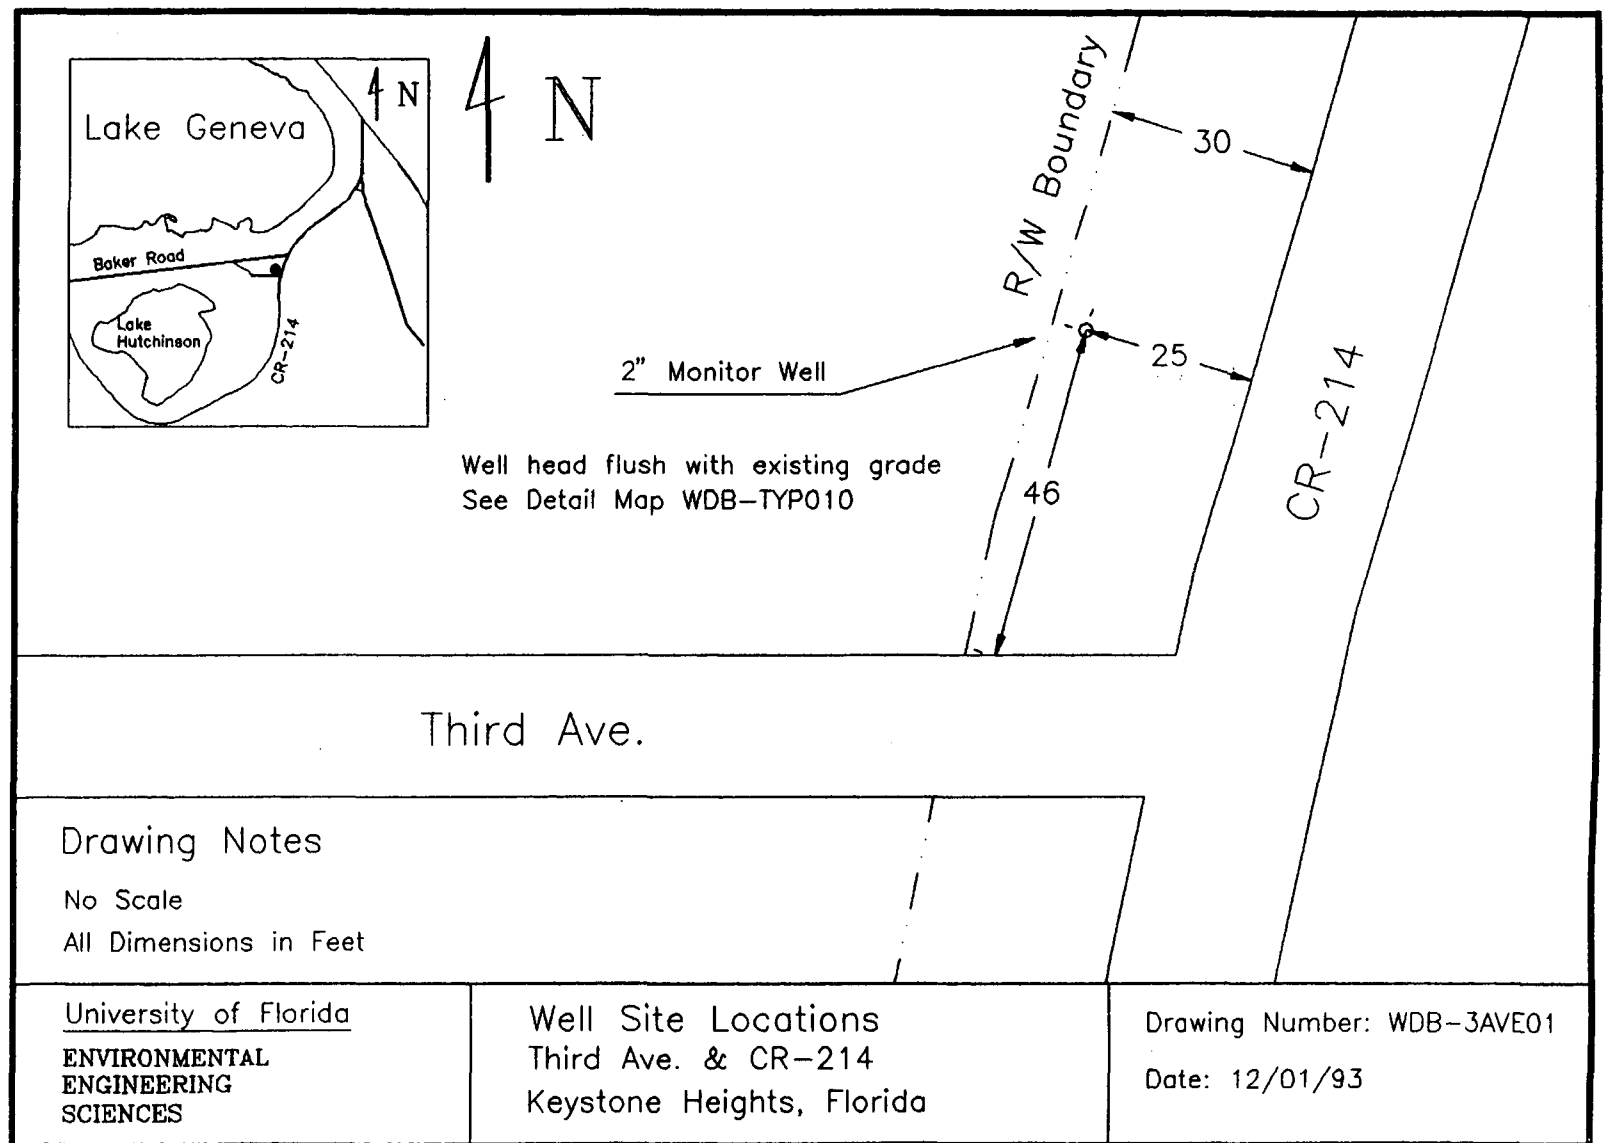 Lake Geneva
N
N
Baker Road
Lake
Hutchinson
CR-214
R/W Boundary
30
25
2" Monitor Well
46
CR-214
Well head flush with existing grade
See Detail Map WDB-TYP010
Third Ave.
Drawing Notes
No Scale
All Dimensions in Feet
University of Florida
ENVIRONMENTAL
ENGINEERING
SCIENCES
Well Site Locations
Third Ave. & CR-214
Keystone Heights, Florida
Drawing Number: WDB-3AVE01
Date: 12/01/93